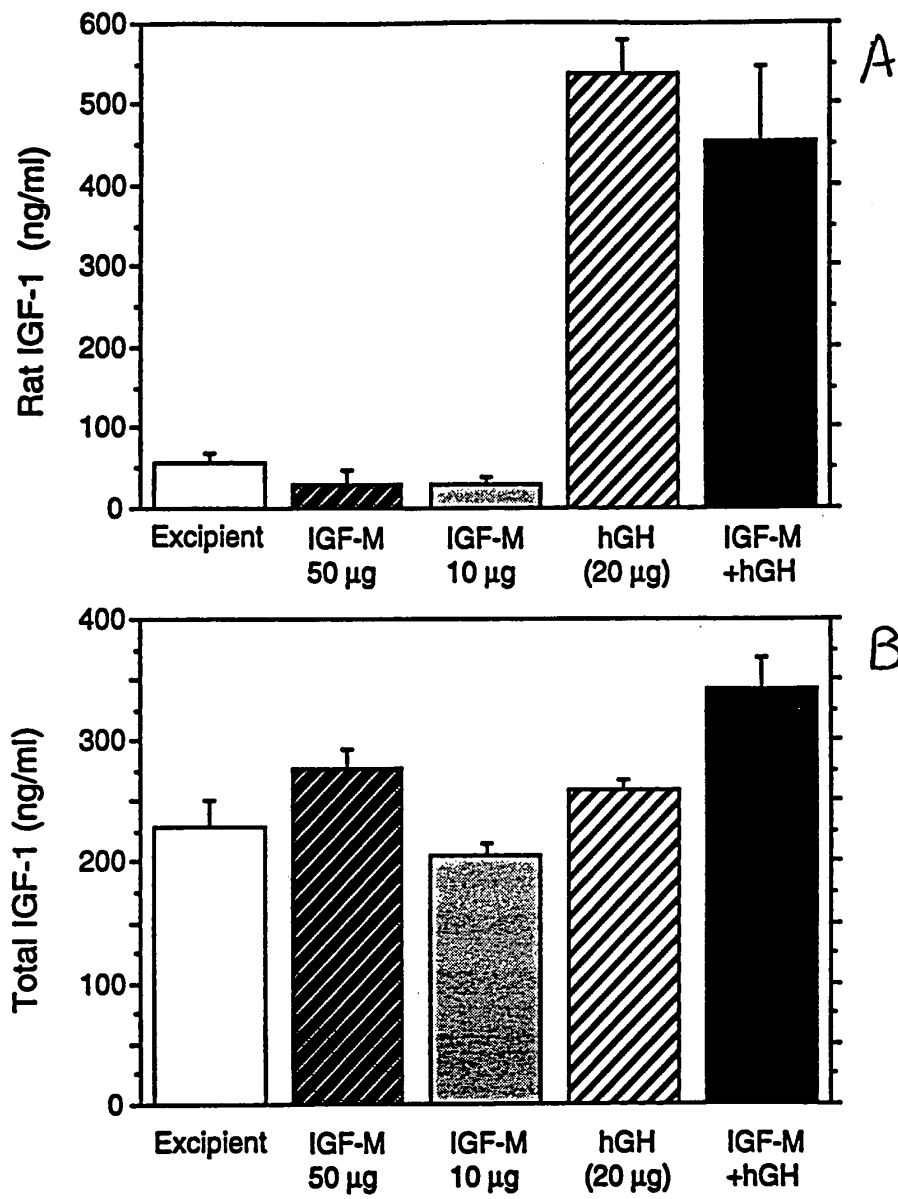 600
A
500
400
300
200
100
0
Rat IGF-1 (ng/ml)
Excipient IGF-M IGF-M hGH IGF-M
50 µg 10 µg (20 µg) +hGH
400
B
300
200
100
0
Total IGF-1 (ng/ml)
Excipient IGF-M IGF-M hGH IGF-M
50 µg 10 µg (20 µg) +hGH